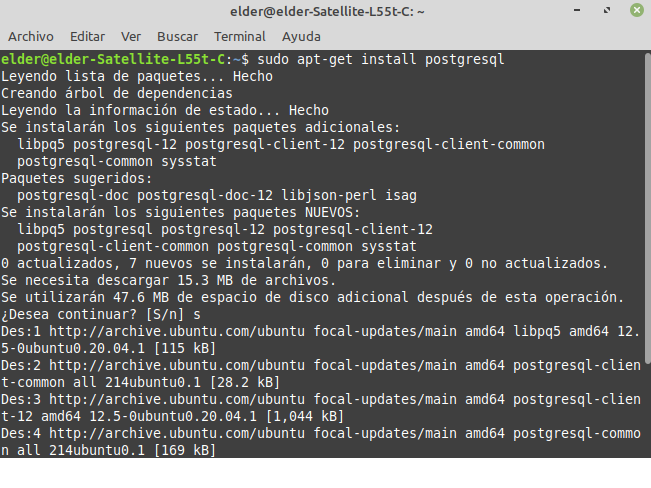 elder@elder-Satellite-L55t-C: ~
Archivo Editar Ver Buscar Terminal Ayuda
elder@elder-Satellite-L55t-C:~$ sudo apt-get install postgresql
Leyendo lista de paquetes... Hecho
Creando árbol de dependencias
Leyendo la información de estado... Hecho
Se instalarán los siguientes paquetes adicionales:
  libpq5 postgresql-12 postgresql-client-12 postgresql-client-common
  postgresql-common sysstat
Paquetes sugeridos:
  postgresql-doc postgresql-doc-12 libjson-perl isag
Se instalarán los siguientes paquetes NUEVOS:
  libpq5 postgresql postgresql-12 postgresql-client-12
  postgresql-client-common postgresql-common sysstat
0 actualizados, 7 nuevos se instalarán, 0 para eliminar y 0 no actualizados.
Se necesita descargar 15.3 MB de archivos.
Se utilizarán 47.6 MB de espacio de disco adicional después de esta operación.
¿Desea continuar? [S/n] s
Des:1 http://archive.ubuntu.com/ubuntu focal-updates/main amd64 libpq5 amd64 12.
5-0ubuntu0.20.04.1 [115 kB]
Des:2 http://archive.ubuntu.com/ubuntu focal-updates/main amd64 postgresql-clien
t-common all 214ubuntu0.1 [28.2 kB]
Des:3 http://archive.ubuntu.com/ubuntu focal-updates/main amd64 postgresql-clien
t-12 amd64 12.5-0ubuntu0.20.04.1 [1,044 kB]
Des:4 http://archive.ubuntu.com/ubuntu focal-updates/main amd64 postgresql-commo
n all 214ubuntu0.1 [169 kB]